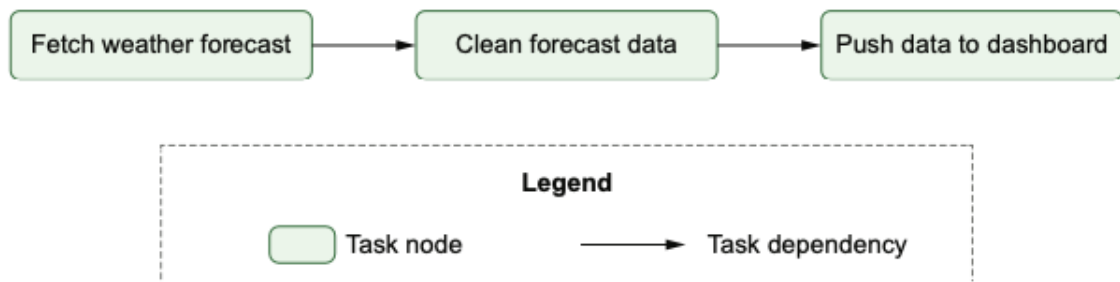 Fetch weather forecast
Clean forecast data
Push data to dashboard
Legend
Task node
Task dependency